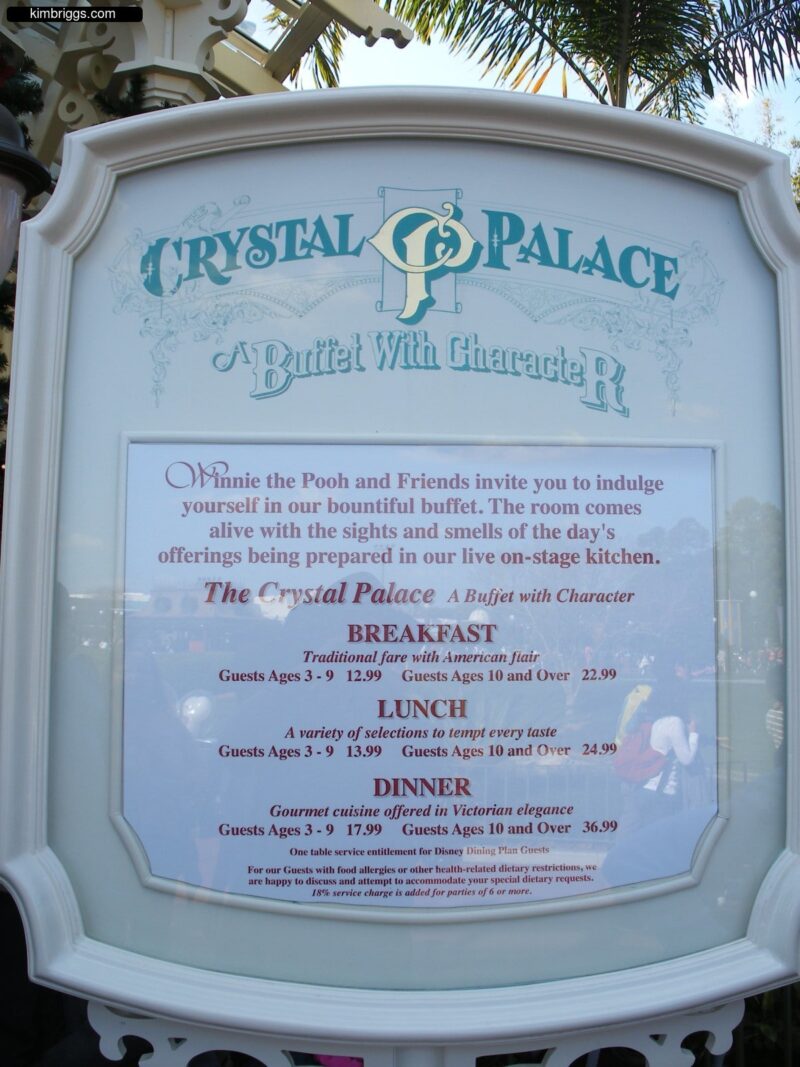 kimbriggs.com
THE
CRYSTAL CP PALACE
A Buffet With CharacteR
Winnie the Pooh and Friends invite you to indulge
yourself in our bountiful buffet. The room comes
alive with the sights and smells of the day's
offerings being prepared in our live on-stage kitchen.
The Crystal Palace A Buffet with Character
BREAKFAST
Traditional fare with American flair
Guests Ages 3 - 9 12.99 Guests Ages 10 and Over 22.99
LUNCH
A variety of selections to tempt every taste
Guests Ages 3 - 9 13.99 Guests Ages 10 and Over 24.99
DINNER
Gourmet cuisine offered in Victorian elegance
Guests Ages 3 - 9 17.99 Guests Ages 10 and Over 36.99
One table service entitlement for Disney Dining Plan Guests
For our Guests with food allergies or other health-related dietary restrictions, we
are happy to discuss and attempt to accommodate your special dietary requests.
18% service charge is added for parties of 6 or more.